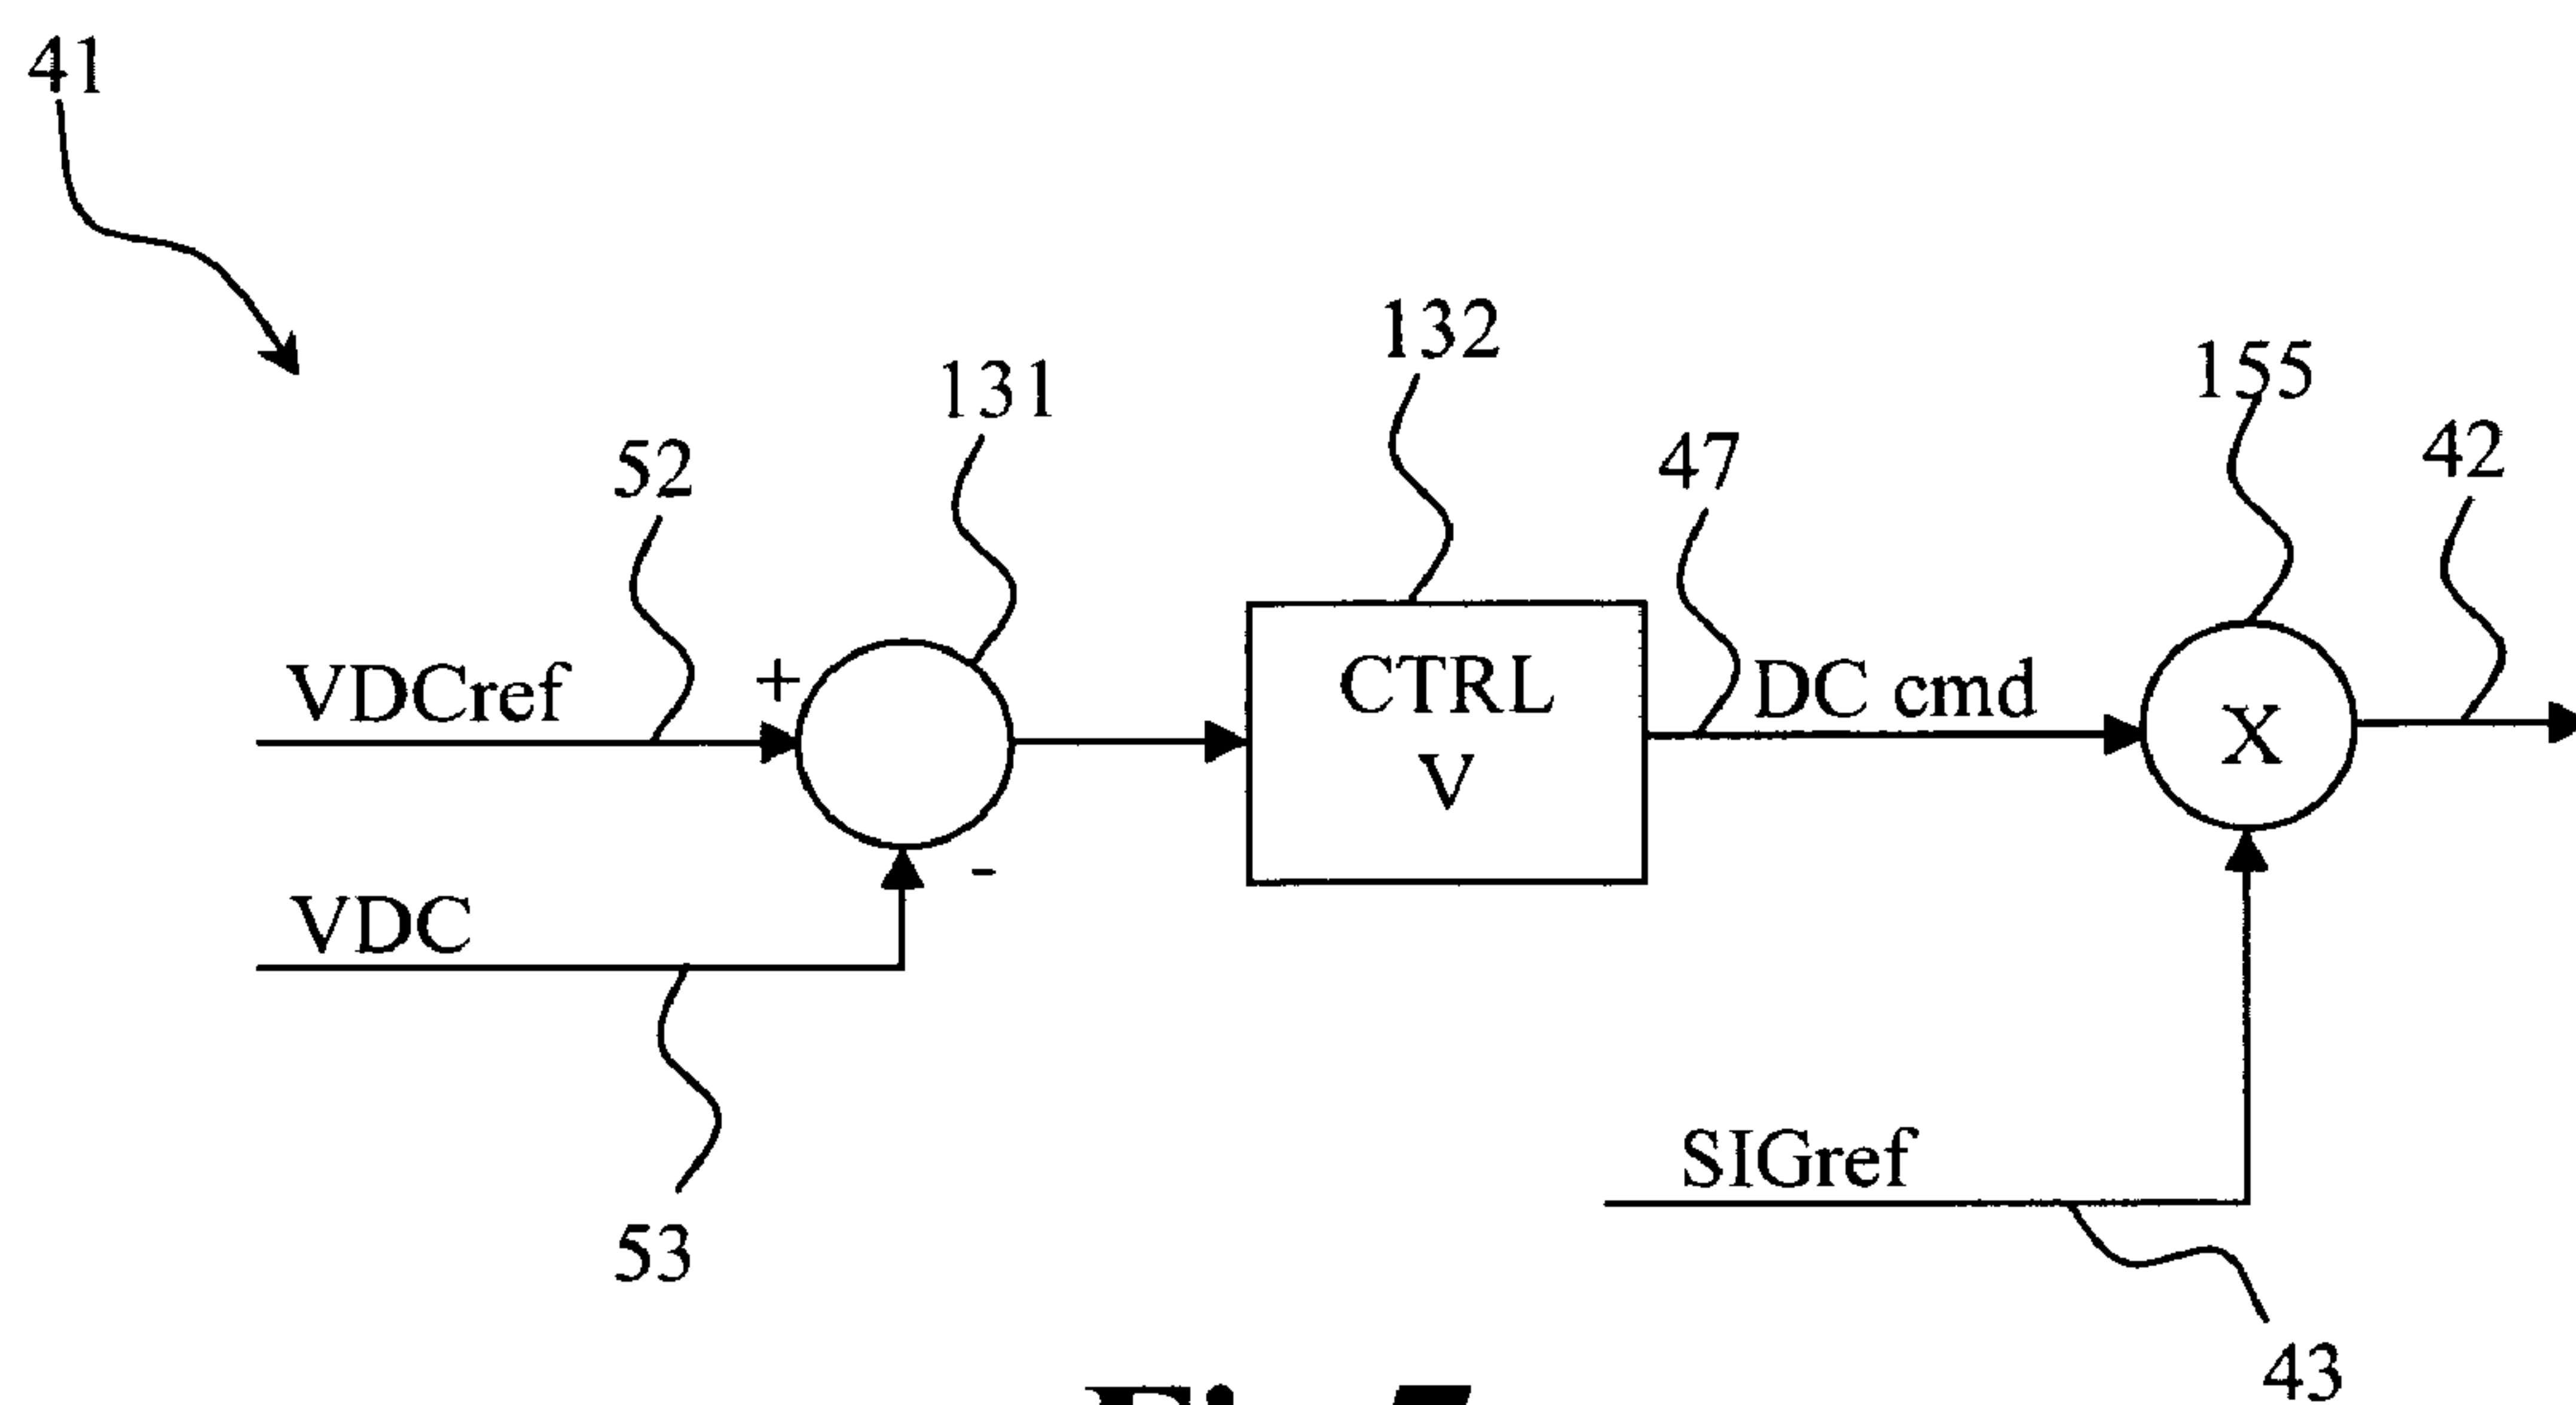 41
132
155
131
42
47
52
CTRL
V
DC cmd
X
VDCref
+
-
VDC
SIGref
53
43